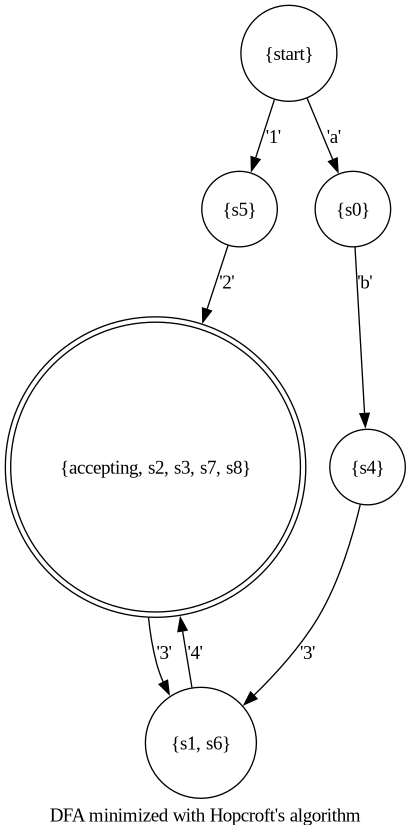 {start}
'1'
'a'
{s5}
{s0}
'2'
'b'
{accepting, s2, s3, s7, s8}
{s4}
'3'
'4'
'3'
{s1, s6}
DFA minimized with Hopcroft's algorithm